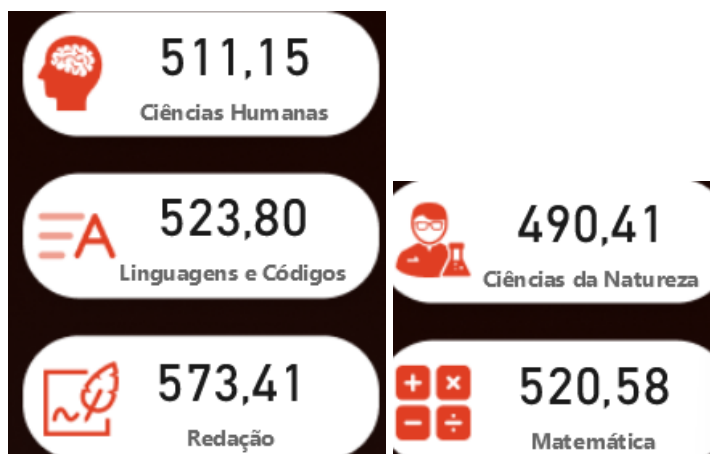 511,15
Ciências Humanas
523,80
Linguagens e Códigos
573,41
Redação
490,41
Ciências da Natureza
520,58
Matemática